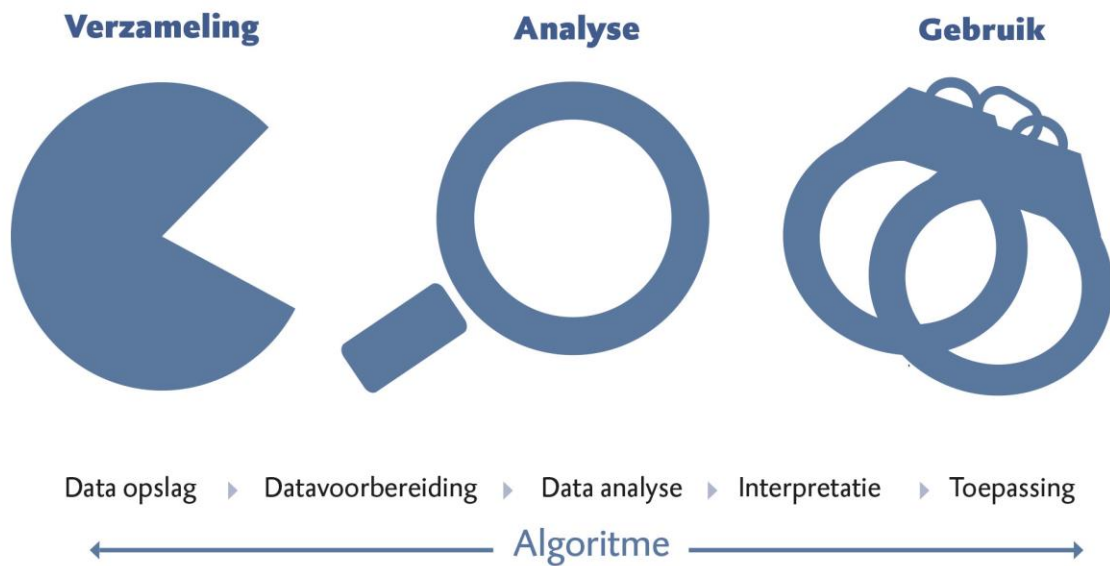 Verzameling Analyse Gebruik
Data opslag Datavoorbereiding Data analyse Interpretatie Toepassing
Algoritme